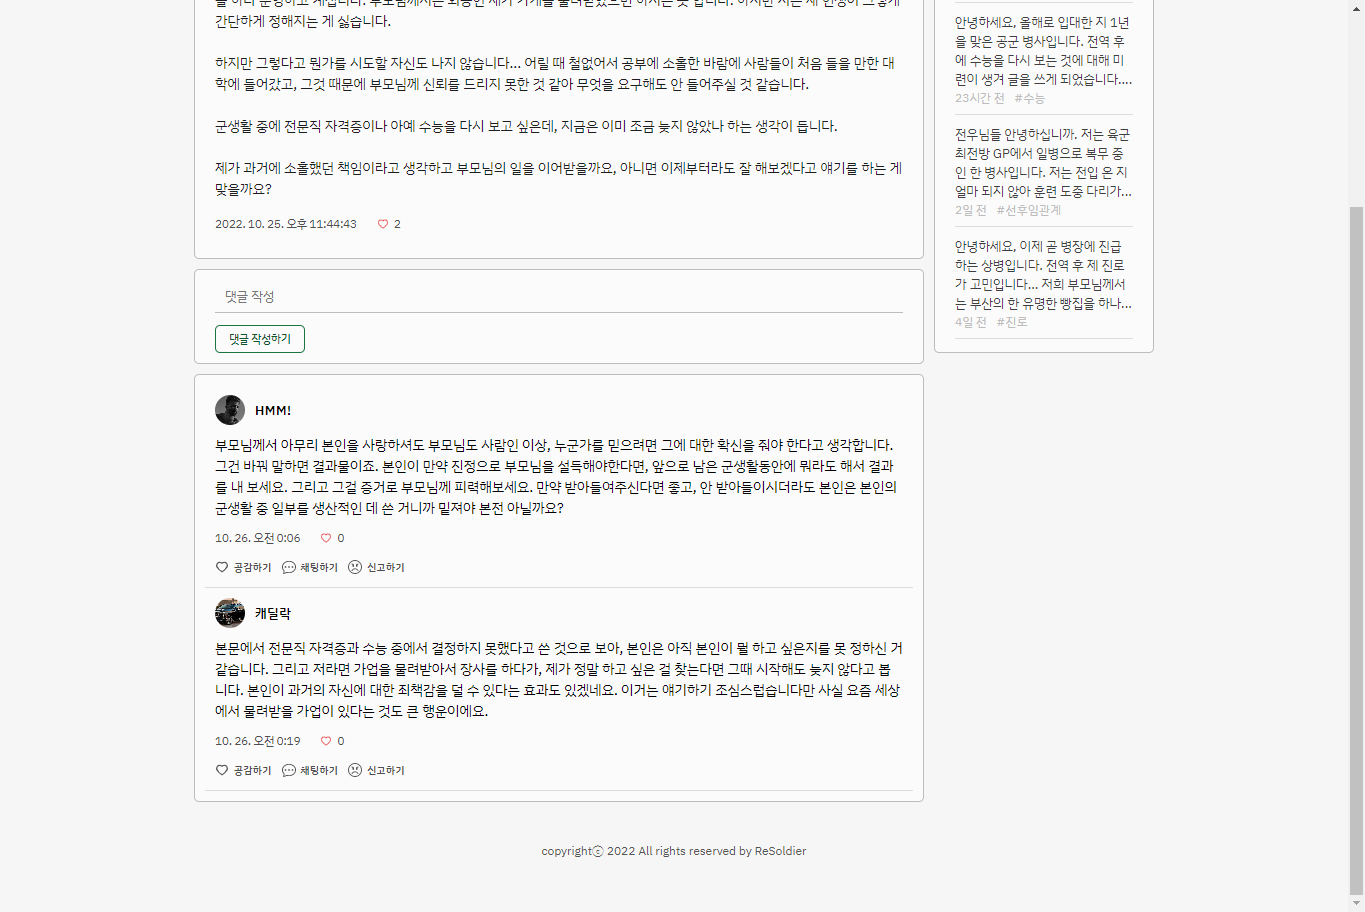 간단하게 정해지는 게 싫습니다.
하지만 그렇다고 뭔가를 시도할 자신도 나지 않습니다... 어릴 때 철없어서 공부에 소홀한 바람에 사람들이 처음 들을 만한 대
학에 들어갔고, 그것 때문에 부모님께 신뢰를 드리지 못한 것 같아 무엇을 요구해도 안 들어주실 것 같습니다.
군생활 중에 전문직 자격증이나 아예 수능을 다시 보고 싶은데, 지금은 이미 조금 늦지 않았나 하는 생각이 듭니다.
제가 과거에 소홀했던 책임이라고 생각하고 부모님의 일을 이어받을까요, 아니면 이제부터라도 잘 해보겠다고 얘기를 하는 게
맞을까요?
2022. 10. 25. 오후 11:44:43 2
댓글 작성
댓글 작성하기
HMM!
부모님께서 아무리 본인을 사랑하셔도 부모님도 사람인 이상, 누군가를 믿으려면 그에 대한 확신을 줘야 한다고 생각합니다.
그건 바꿔 말하면 결과물이죠. 본인이 만약 진정으로 부모님을 설득해야한다면, 앞으로 남은 군생활동안에 뭐라도 해서 결과
를 내 보세요. 그리고 그걸 증거로 부모님께 피력해보세요. 만약 받아들여주신다면 좋고, 안 받아들이시더라도 본인은 본인의
군생활 중 일부를 생산적인 데 쓴 거니까 밑져야 본전 아닐까요?
10. 26. 오전 0:06 0
공감하기 채팅하기 신고하기
캐딜락
본문에서 전문직 자격증과 수능 중에서 결정하지 못했다고 쓴 것으로 보아, 본인은 아직 본인이 뭘 하고 싶은지를 못 정하신 거
같습니다. 그리고 저라면 가업을 물려받아서 장사를 하다가, 제가 정말 하고 싶은 걸 찾는다면 그때 시작해도 늦지 않다고 봅
니다. 본인이 과거의 자신에 대한 죄책감을 덜 수 있다는 효과도 있겠네요. 이거는 얘기하기 조심스럽습니다만 사실 요즘 세상
에서 물려받을 가업이 있다는 것도 큰 행운이에요.
10. 26. 오전 0:19 0
공감하기 채팅하기 신고하기
안녕하세요, 올해로 입대한 지 1년
을 맞은 공군 병사입니다. 전역 후
에 수능을 다시 보는 것에 대해 미
련이 생겨 글을 쓰게 되었습니다....
23시간 전 #수능
전우님들 안녕하십니까. 저는 육군
최전방 GP에서 일병으로 복무 중
인 한 병사입니다. 저는 전입 온 지
얼마 되지 않아 훈련 도중 다리가...
2일 전 #선후임관계
안녕하세요, 이제 곧 병장에 진급
하는 상병입니다. 전역 후 제 진로
가 고민입니다... 저희 부모님께서
는 부산의 한 유명한 빵집을 하나...
4일 전 #진로
copyrightⓒ 2022 All rights reserved by ReSoldier